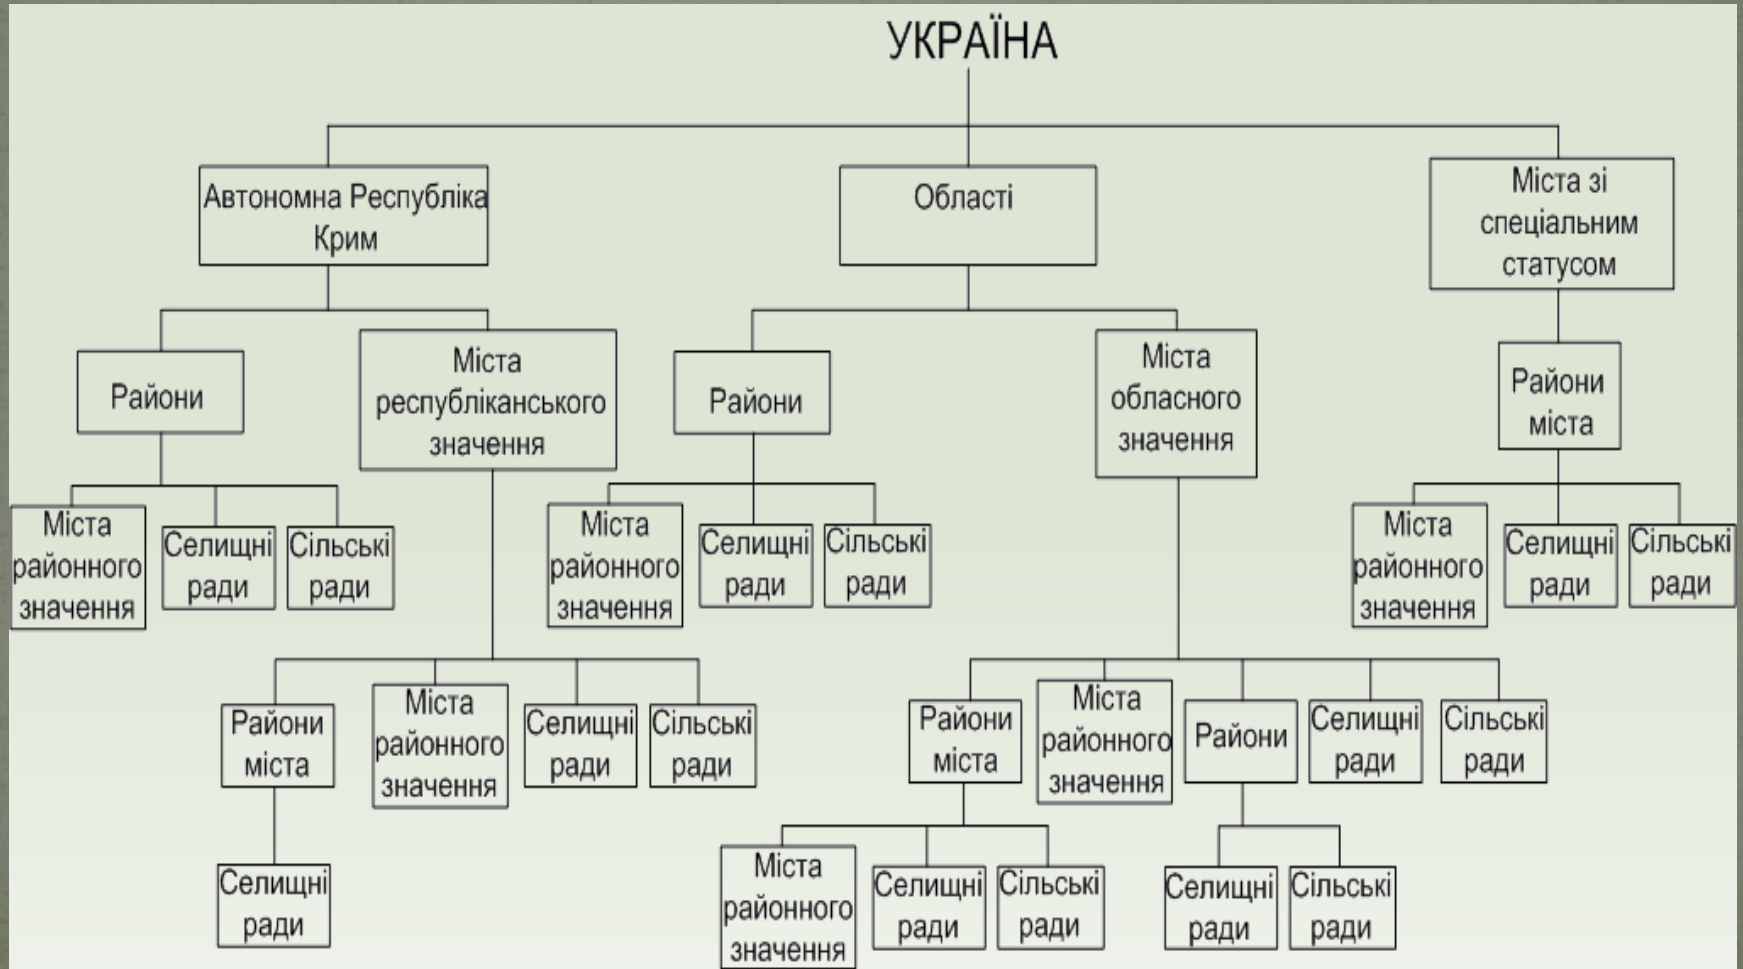 УКРАЇНА
Автономна Республіка
Крим
Області
Міста зі
спеціальним
статусом
Райони
Міста
республіканського
значення
Райони
Міста
обласного
значення
Райони
міста
Міста
районного
значення
Селищні
ради
Сільські
ради
Міста
районного
значення
Селищні
ради
Сільські
ради
Міста
районного
значення
Селищні
ради
Сільські
ради
Райони
міста
Міста
районного
значення
Селищні
ради
Сільські
ради
Райони
міста
Міста
районного
значення
Райони
Селищні
ради
Сільські
ради
Селищні
ради
Міста
районного
значення
Селищні
ради
Сільські
ради
Селищні
ради
Сільські
ради